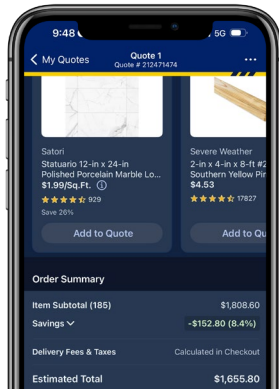 9:48
5G
My Quotes
Quote 1
Quote # 212471474
Satori
Statuario 12-in x 24-in
Polished Porcelain Marble Lo...
$1.99/Sq.Ft.
929
Save 26%
Add to Quote
Severe Weather
2-in x 4-in x 8-ft #2
Southern Yellow Pin
$4.53
17827
Add to Qu
Order Summary
Item Subtotal (185)
$1,808.60
Savings
-$152.80 (8.4%)
Delivery Fees & Taxes
Calculated in Checkout
Estimated Total
$1,655.80